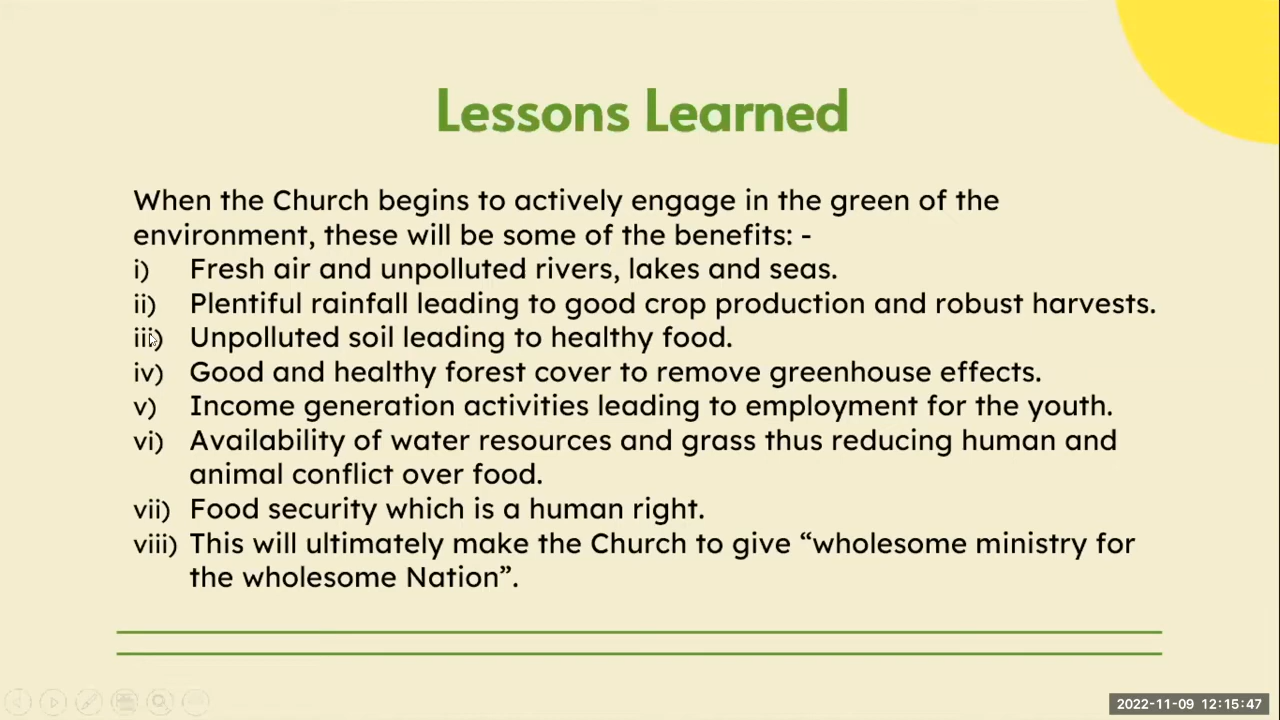 Lessons Learned
When the Church begins to actively engage in the green of the
environment, these will be some of the benefits: -
i) Fresh air and unpolluted rivers, lakes and seas.
ii) Plentiful rainfall leading to good crop production and robust harvests.
iii) Unpolluted soil leading to healthy food.
iv) Good and healthy forest cover to remove greenhouse effects.
v) Income generation activities leading to employment for the youth.
vi) Availability of water resources and grass thus reducing human and
animal conflict over food.
vii) Food security which is a human right.
viii) This will ultimately make the Church to give “wholesome ministry for
the wholesome Nation”.
2022-11-09 12:15:47